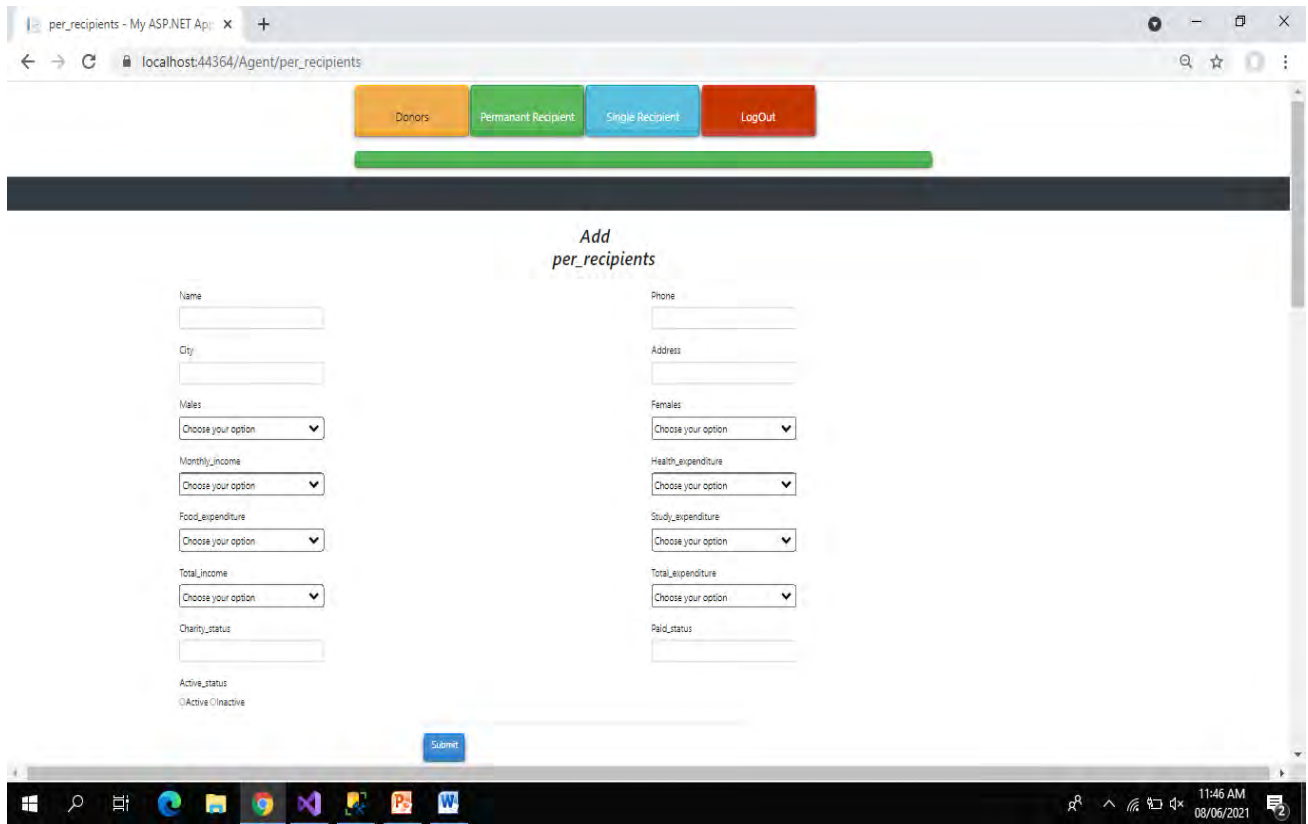 per_recipients - My ASP.NET App
localhost:44364/Agent/per_recipients
Donors Permanant Recipient Single Recipient LogOut
Add
per_recipients
Name Phone
City Address
Males Females
Choose your option Choose your option
Monthly_income Health_expenditure
Choose your option Choose your option
Food_expenditure Study_expenditure
Choose your option Choose your option
Total_income Total_expenditure
Choose your option Choose your option
Charity_status Paid_status
Active_status
Active Inactive
Submit
11:46 AM
08/06/2021
2